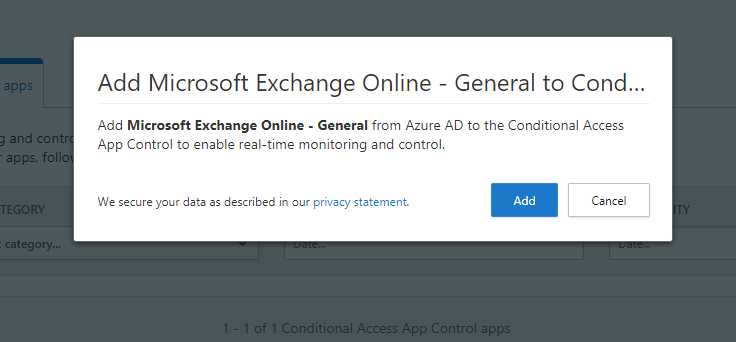 apps
Add Microsoft Exchange Online - General to Cond...
g and contro
Add Microsoft Exchange Online - General from Azure AD to the Conditional Access
r apps, follow
App Control to enable real-time monitoring and control.
We secure your data as described in our privacy statement.
Add
Cancel
TEGORY
ITY
t category...
Date...
Date...
1 - 1 of 1 Conditional Access App Control apps